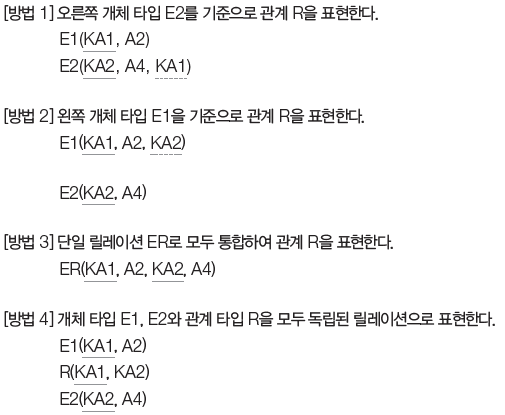 [방법 1] 오른쪽 개체 타입 E2를 기준으로 관계 R을 표현한다.
E1(KA1, A2)
E2(KA2, A4, KA1)
[방법 2] 왼쪽 개체 타입 E1을 기준으로 관계 R을 표현한다.
E1(KA1, A2, KA2)
E2(KA2, A4)
[방법 3] 단일 릴레이션 ER로 모두 통합하여 관계 R을 표현한다.
ER(KA1, A2, KA2, A4)
[방법 4] 개체 타입 E1, E2와 관계 타입 R을 모두 독립된 릴레이션으로 표현한다.
E1(KA1, A2)
R(KA1, KA2)
E2(KA2, A4)